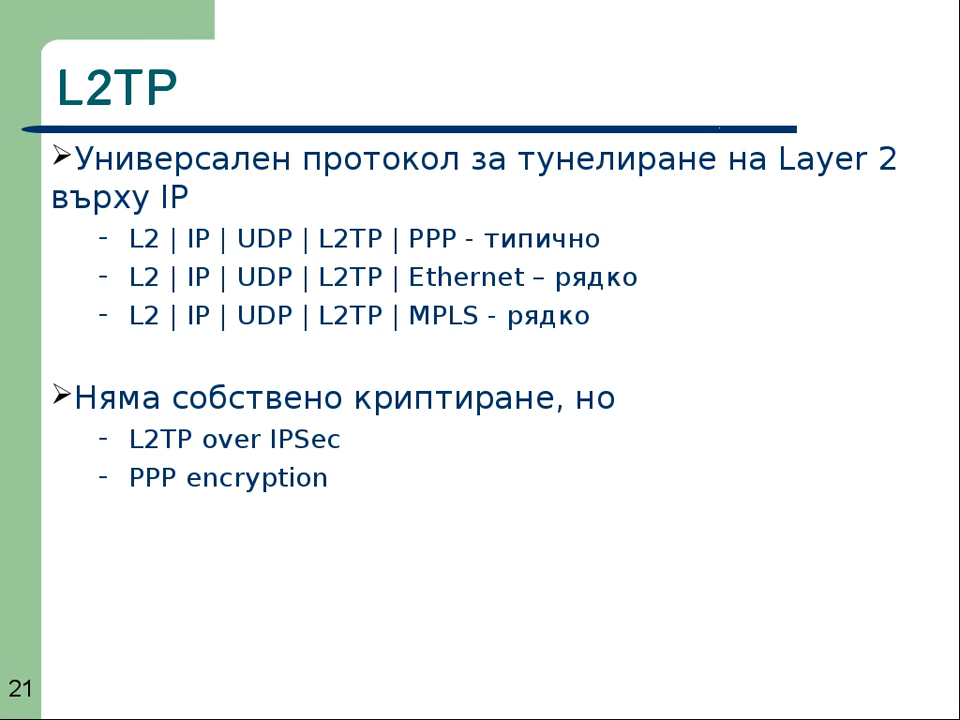 L2TP
➢Универсален протокол за тунелиране на Layer 2
върху IP
- L2 | IP | UDP | L2TP | PPP - типично
- L2 | IP | UDP | L2TP | Ethernet – рядко
- L2 | IP | UDP | L2TP | MPLS - рядко
➢Няма собствено криптиране, но
- L2TP over IPSec
- PPP encryption
21